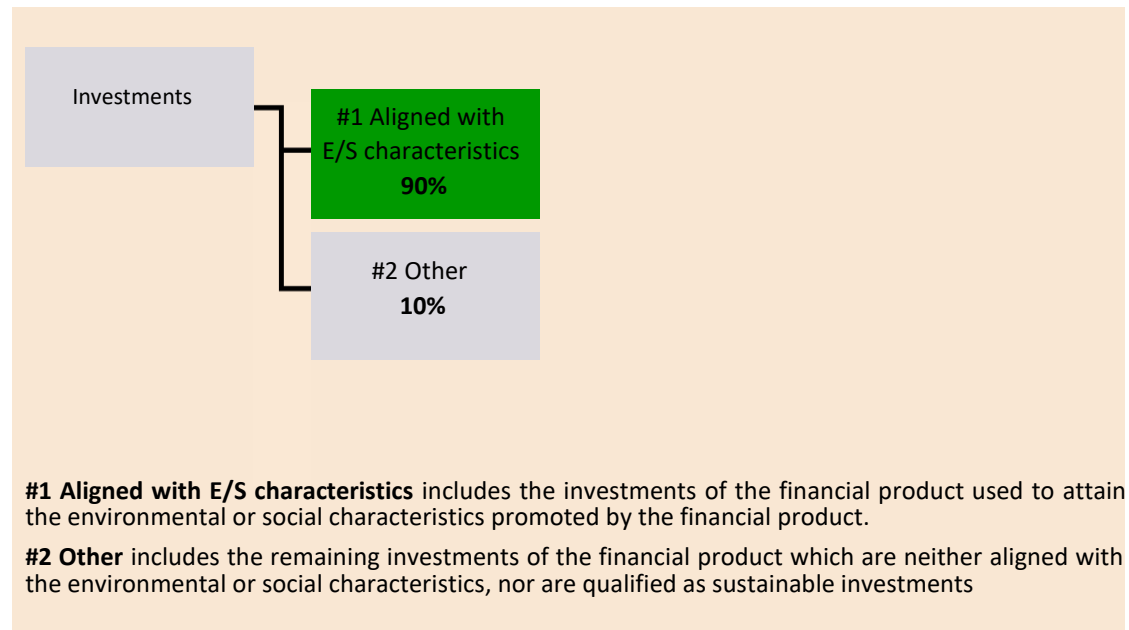 Investments
#1 Aligned with
E/S characteristics
90%
#2 Other
10%
#1 Aligned with E/S characteristics includes the investments of the financial product used to attain
the environmental or social characteristics promoted by the financial product.
#2 Other includes the remaining investments of the financial product which are neither aligned with
the environmental or social characteristics, nor are qualified as sustainable investments